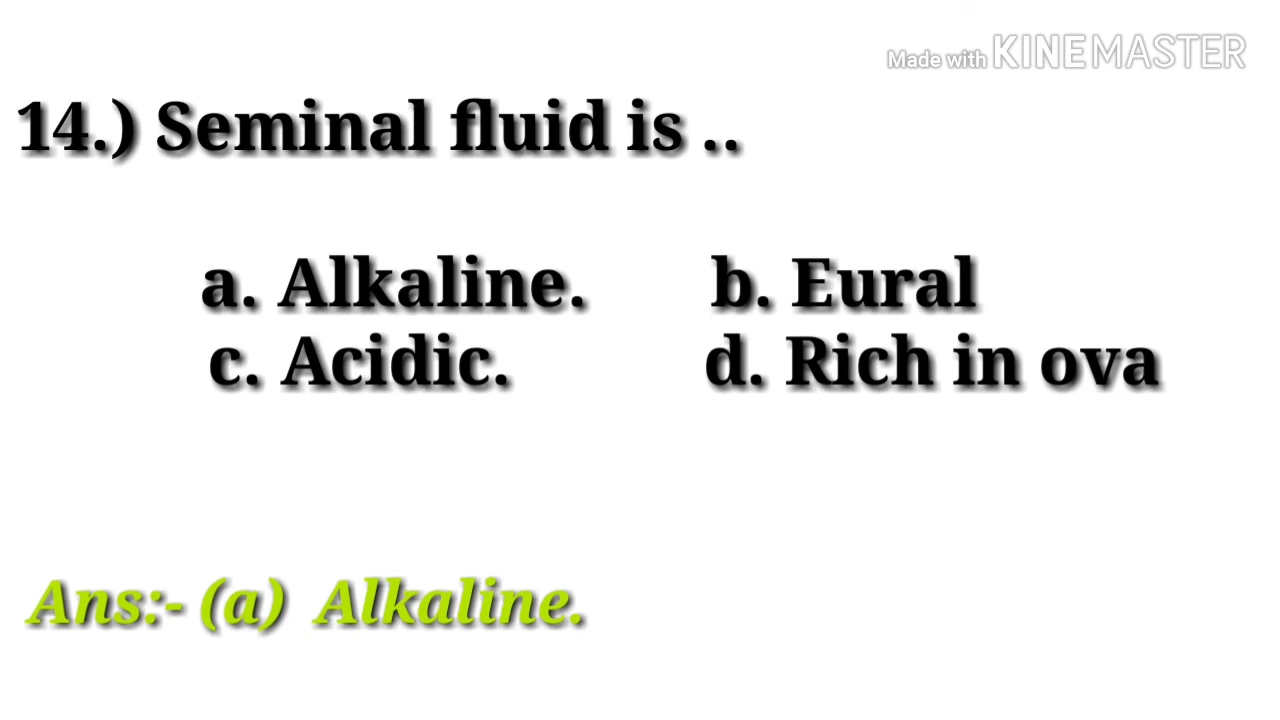 Made with KINEMASTER
14.) Seminal fluid is ..
a. Alkaline. b. Eural
c. Acidic. d. Rich in ova
Ans:- (a) Alkaline.